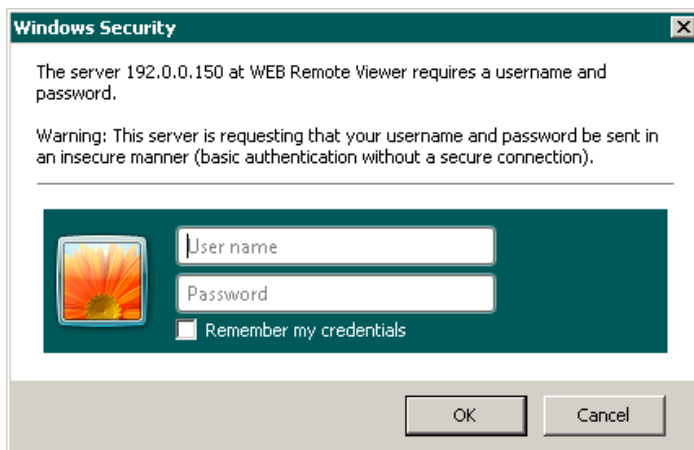 Windows Security
The server 192.0.0.150 at WEB Remote Viewer requires a username and
password.
Warning: This server is requesting that your username and password be sent in
an insecure manner (basic authentication without a secure connection).
User name
Password
Remember my credentials
OK Cancel